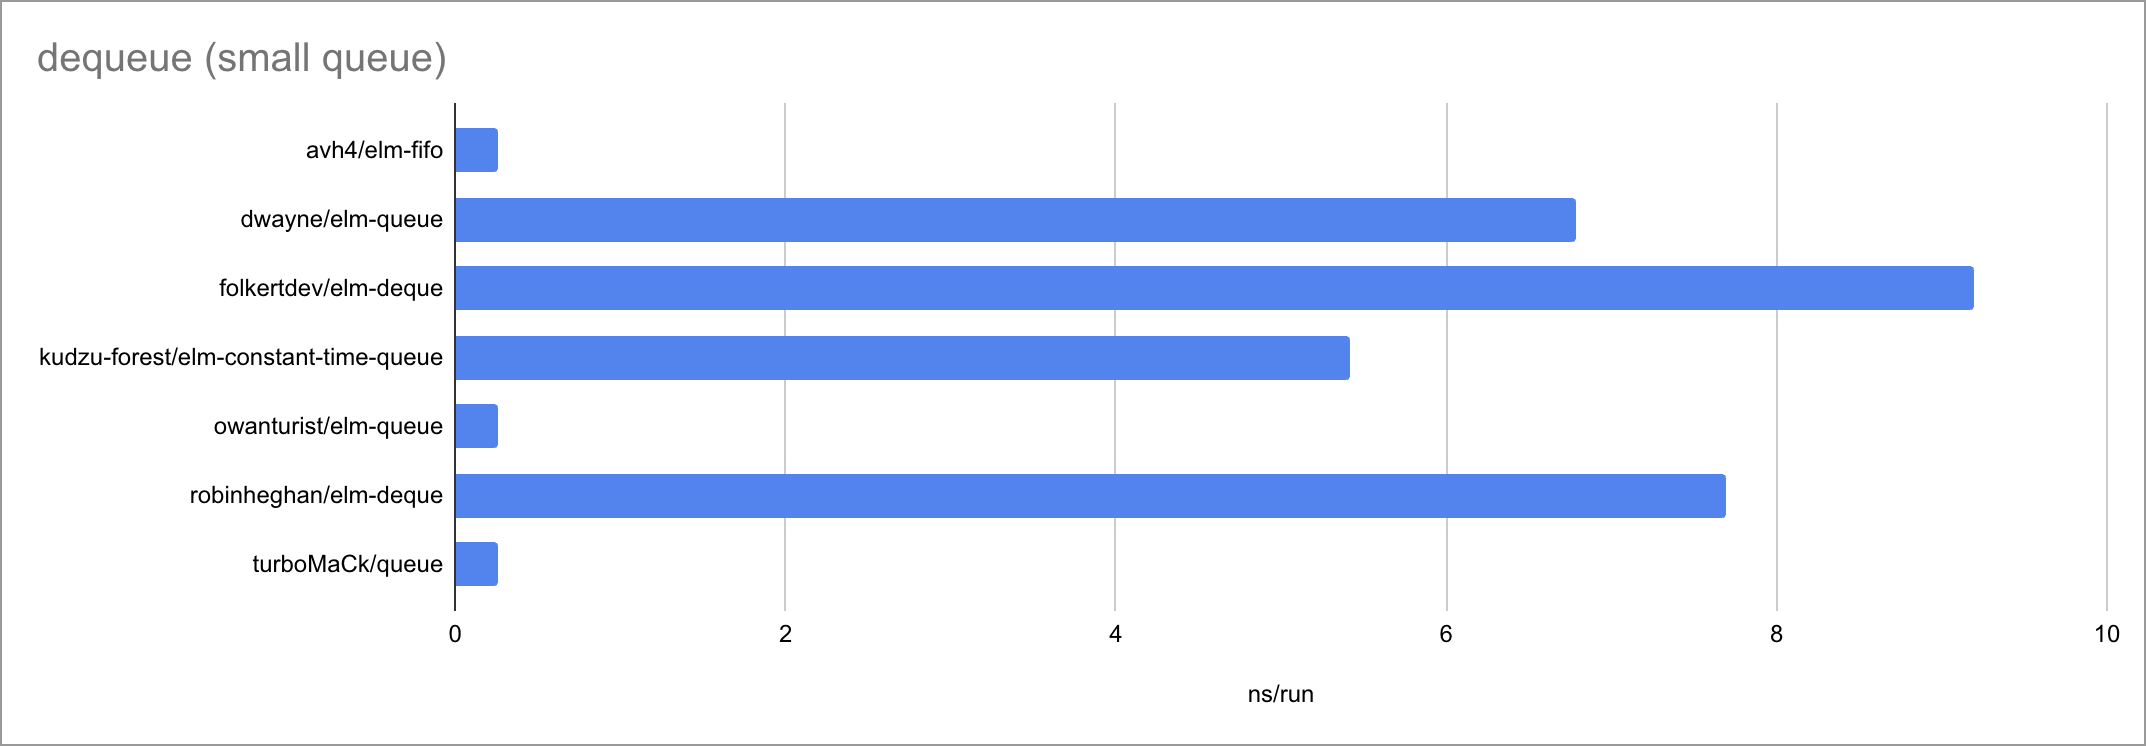 dequeue (small queue)
avh4/elm-fifo
dwayne/elm-queue
folkertdev/elm-deque
kudzu-forest/elm-constant-time-queue
owanturist/elm-queue
robinheghan/elm-deque
turboMaCk/queue
0 2 4 6 8 10
ns/run